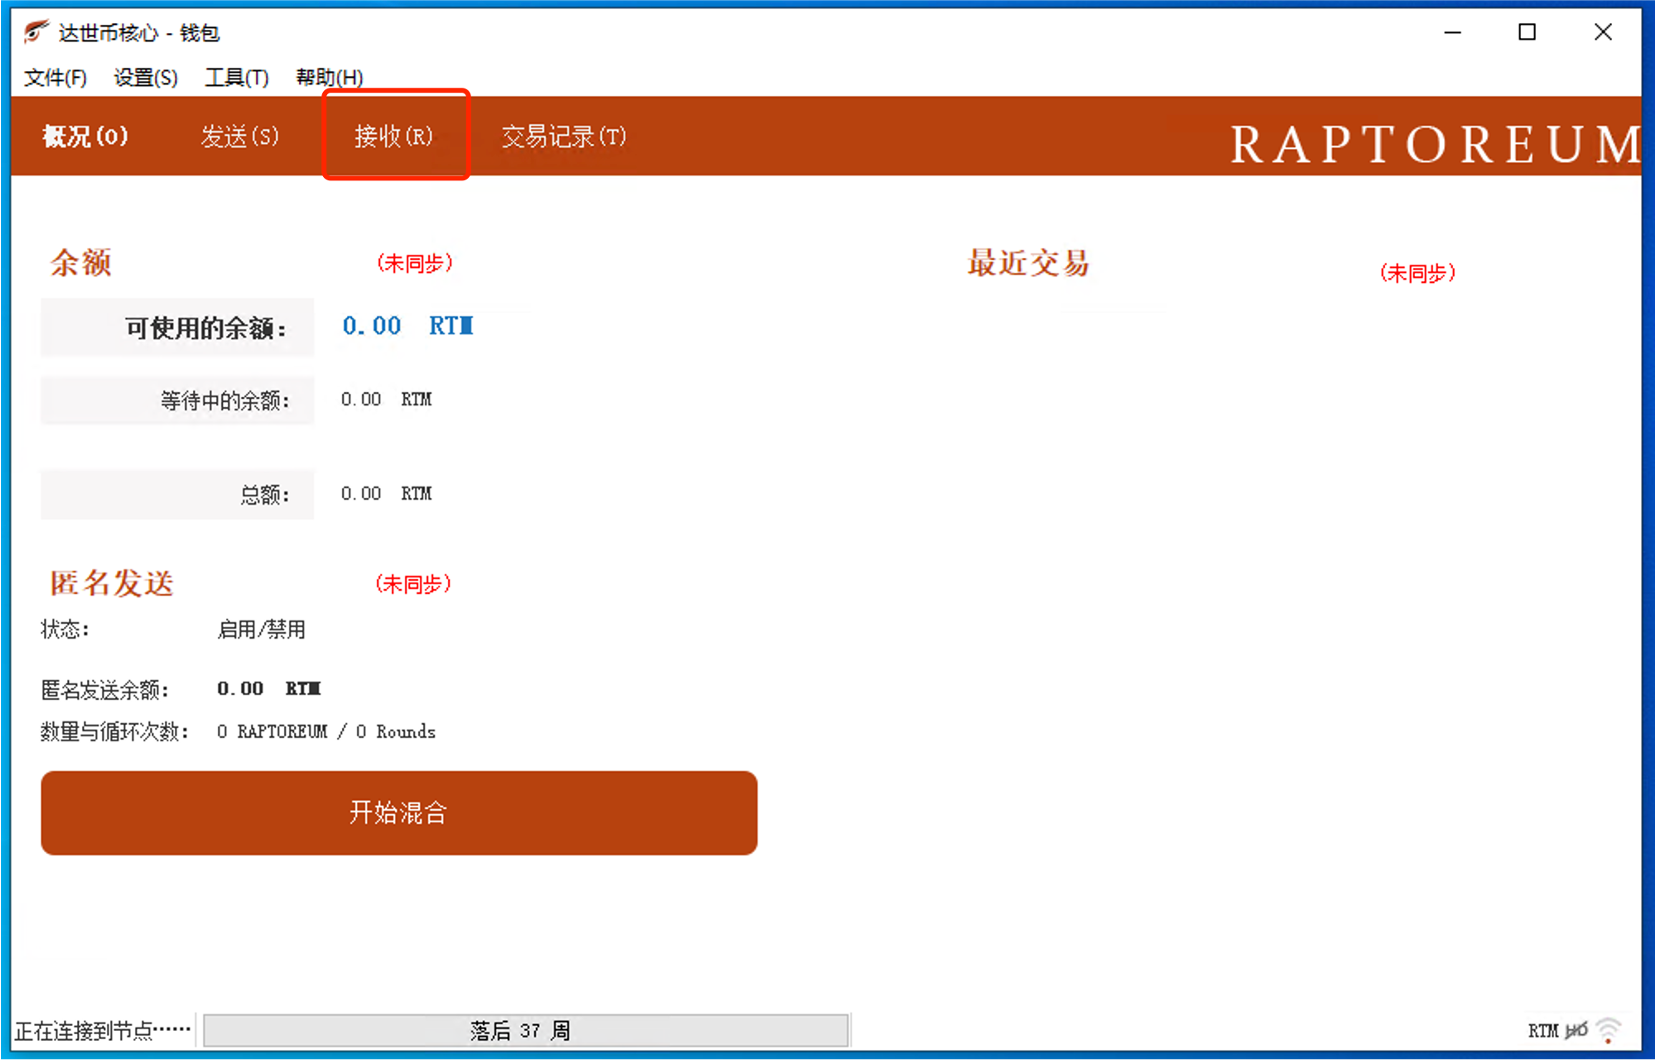 达世币核心 - 钱包
文件(F) 设置(S) 工具(T) 帮助(H)
概况(O) 发送(S) 接收(R) 交易记录(T) RAPTOREUM
余额 (未同步) 最近交易 (未同步)
可使用的余额： 0.00 RTM
等待中的余额： 0.00 RTM
总额： 0.00 RTM
匿名发送 (未同步)
状态： 启用/禁用
匿名发送余额： 0.00 RTM
数量与循环次数： 0 RAPTOREUM / 0 Rounds
开始混合
正在连接到节点…… 落后 37 周 RTM HD